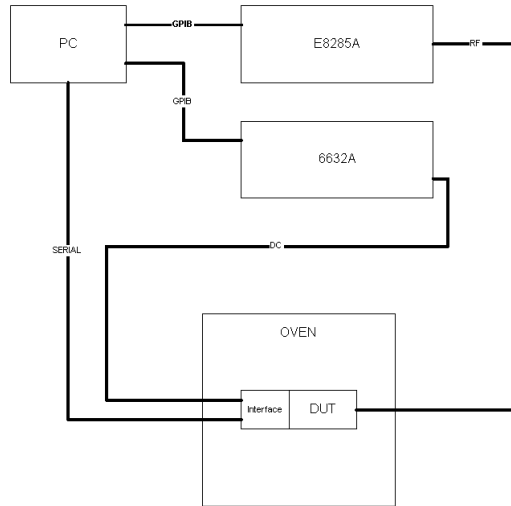 PC
GPIB
E8285A
RF
GPIB
6632A
SERIAL
DC
OVEN
Interface
DUT